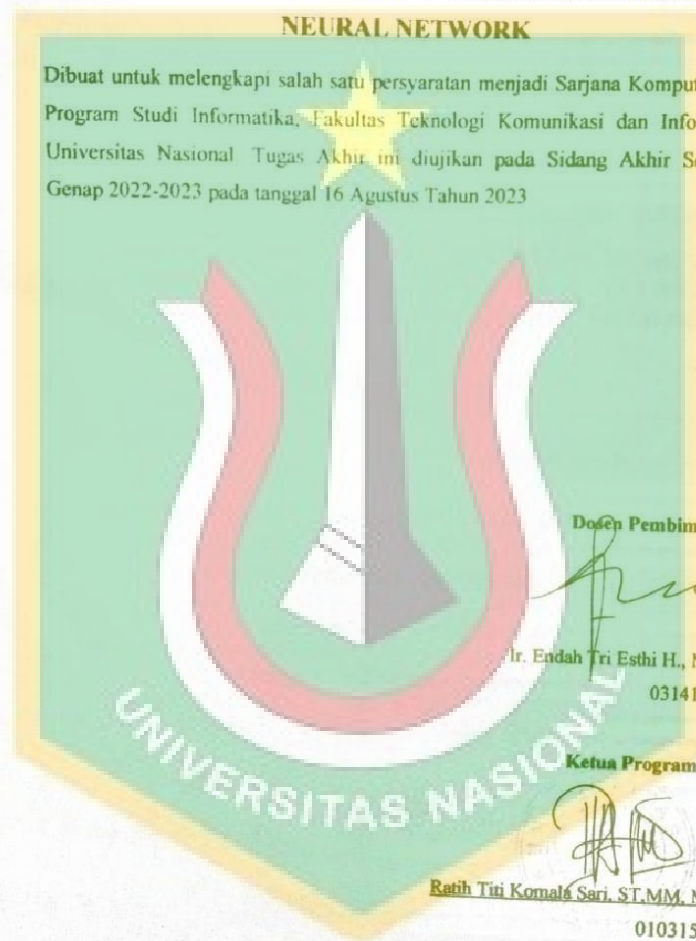 NEURAL NETWORK
Dibuat untuk melengkapi salah satu persyaratan menjadi Sarjana Komput
Program Studi Informatika, Fakultas Teknologi Komunikasi dan Info
Universitas Nasional Tugas Akhir ini diujikan pada Sidang Akhir Se
Genap 2022-2023 pada tanggal 16 Agustus Tahun 2023
Dosen Pembim
Ir. Endah Tri Esthi H., M
03141
UNIVERSITAS NASIONAL
Ketua Program
Ratih Titi Komala Sari, ST.MM, M
010315